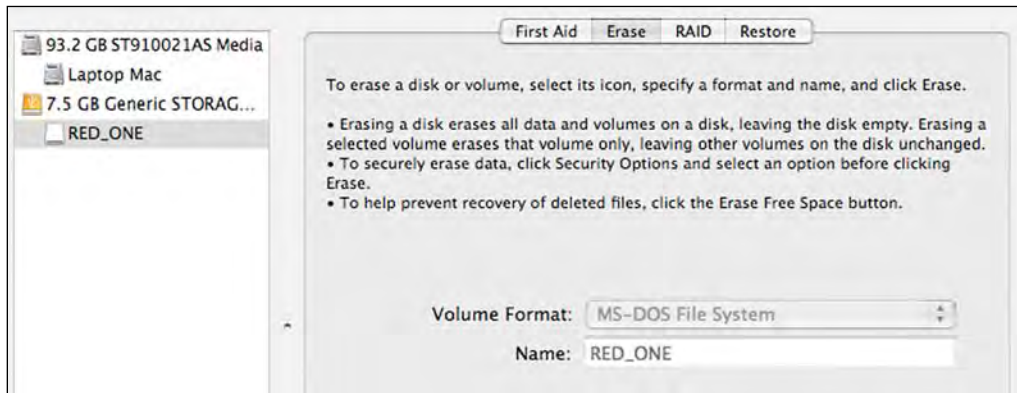 93.2 GB ST910021AS Media
Laptop Mac
7.5 GB Generic STORAG...
RED_ONE
First Aid Erase RAID Restore
To erase a disk or volume, select its icon, specify a format and name, and click Erase.
• Erasing a disk erases all data and volumes on a disk, leaving the disk empty. Erasing a
selected volume erases that volume only, leaving other volumes on the disk unchanged.
• To securely erase data, click Security Options and select an option before clicking
Erase.
• To help prevent recovery of deleted files, click the Erase Free Space button.
Volume Format: MS-DOS File System
Name: RED_ONE